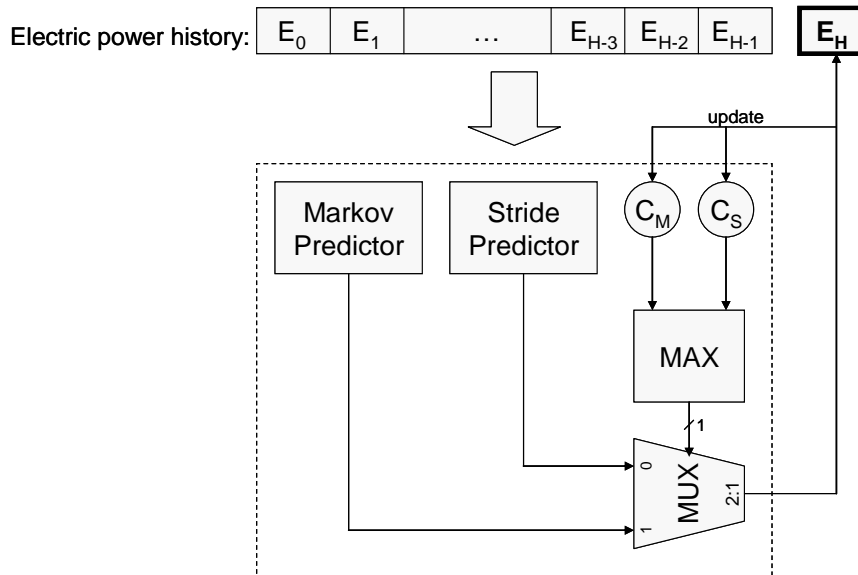 Electric power history: E0 E1 … EH-3 EH-2 EH-1 EH
update
Markov Predictor
Stride Predictor
CM CS
MAX
1
0
MUX
2:1
1